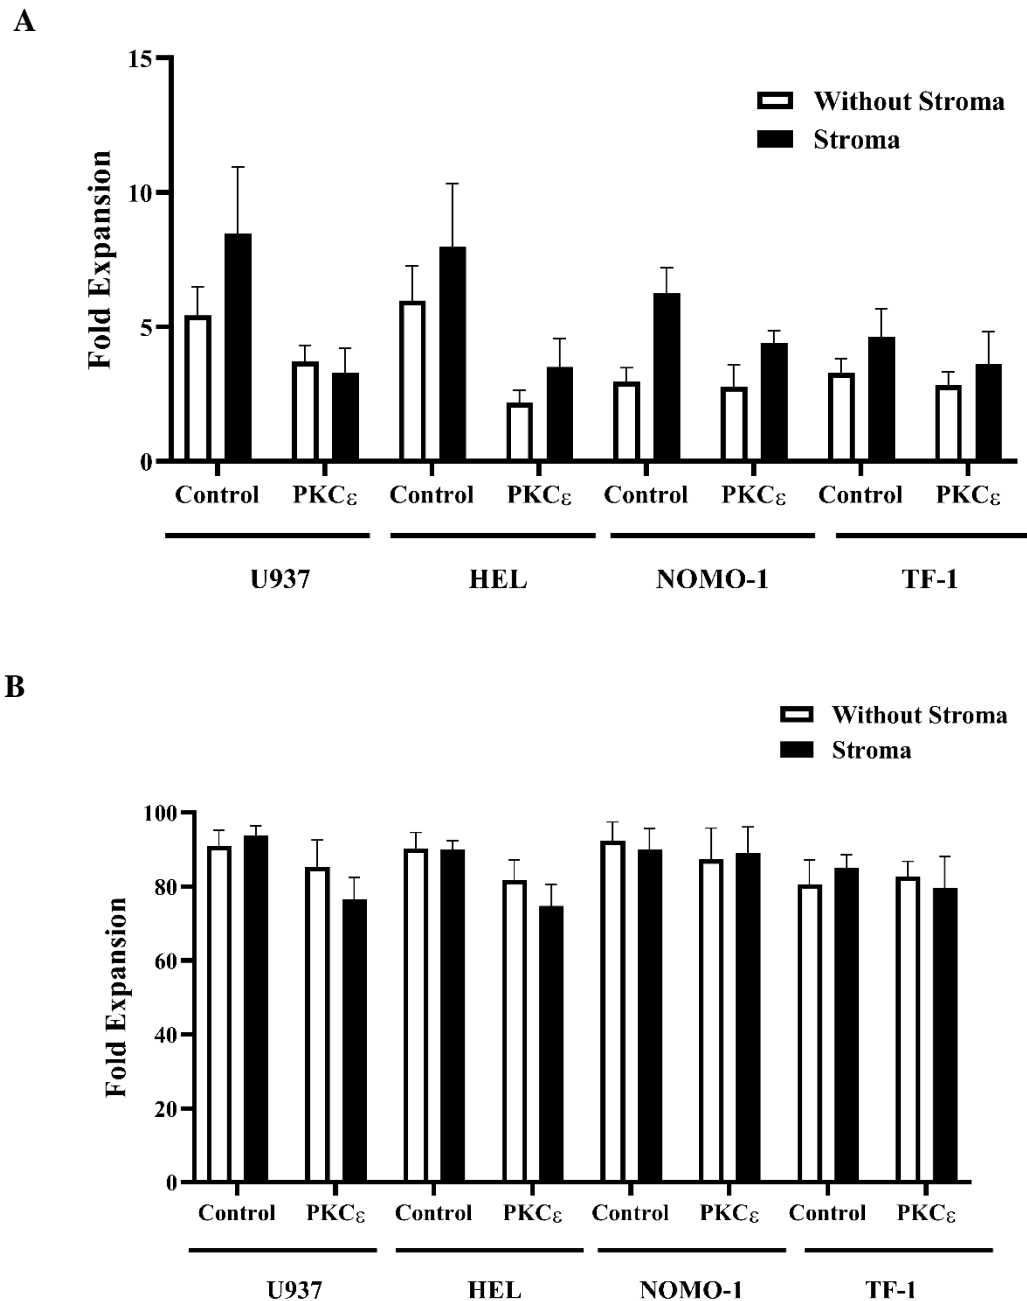 A
15
10
5
0
Fold Expansion
Without Stroma
Stroma
Control PKCε Control PKCε Control PKCε Control PKCε
U937 HEL NOMO-1 TF-1
B
Without Stroma
Stroma
100
80
60
40
20
0
Fold Expansion
Control PKCε Control PKCε Control PKCε Control PKCε
U937 HEL NOMO-1 TF-1